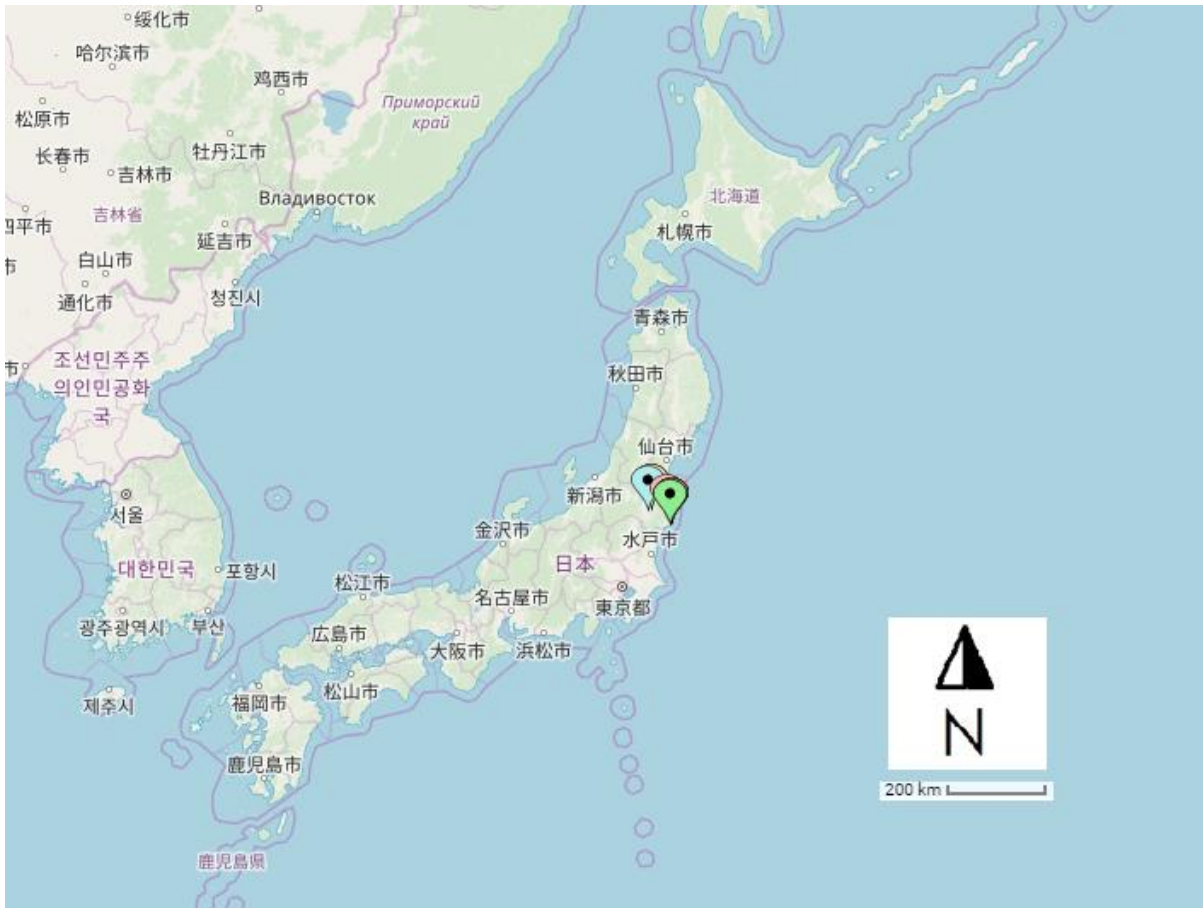 绥化市
哈尔滨市
鸡西市
Приморский
край
松原市
牡丹江市
长春市
吉林市
吉林省
Владивосток
四平市
延吉市
市
白山市
通化市
청진시
北海道
札幌市
青森市
조선민주주
의인민공화
국
市
秋田市
仙台市
新潟市
서울
金沢市
水戸市
日本
대한민국
포항시
松江市
名古屋市
東京都
광주광역시
부산
広島市
大阪市
浜松市
제주시
福岡市
松山市
鹿児島市
鹿児島県
N
200 km